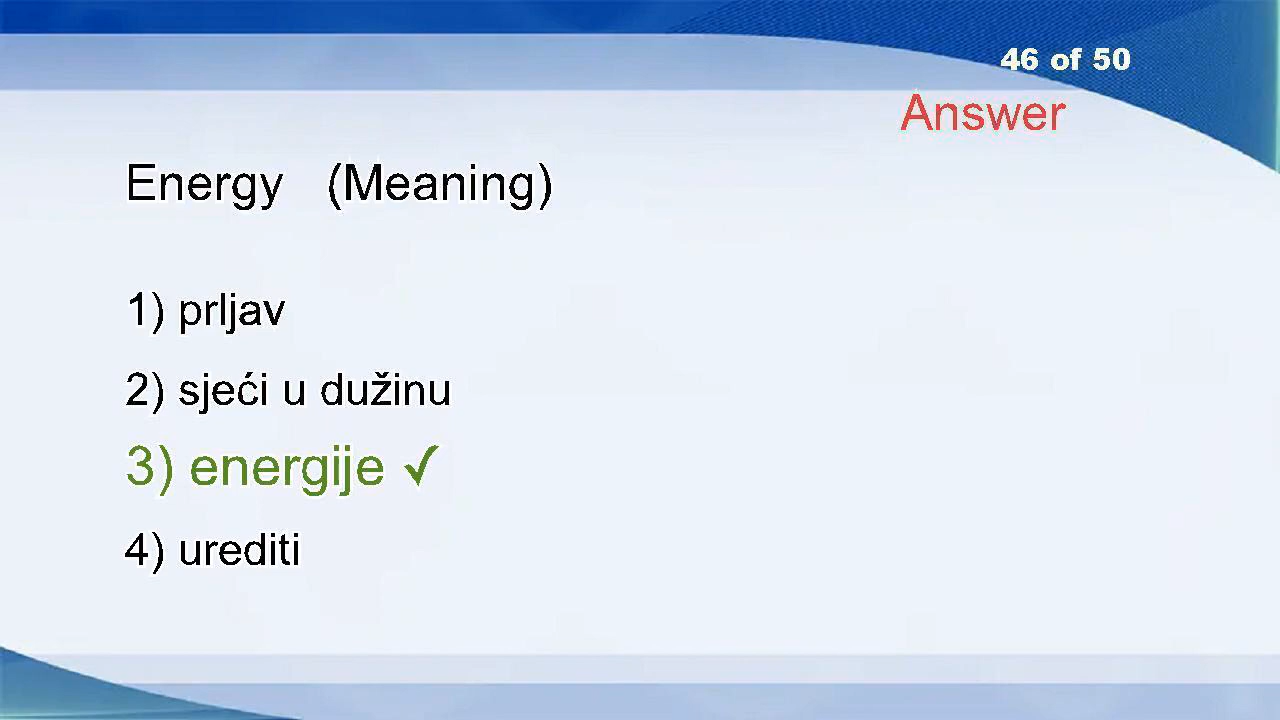 46 of 50
Answer
Energy (Meaning)
1) prljav
2) sjeći u dužinu
3) energije ✓
4) urediti